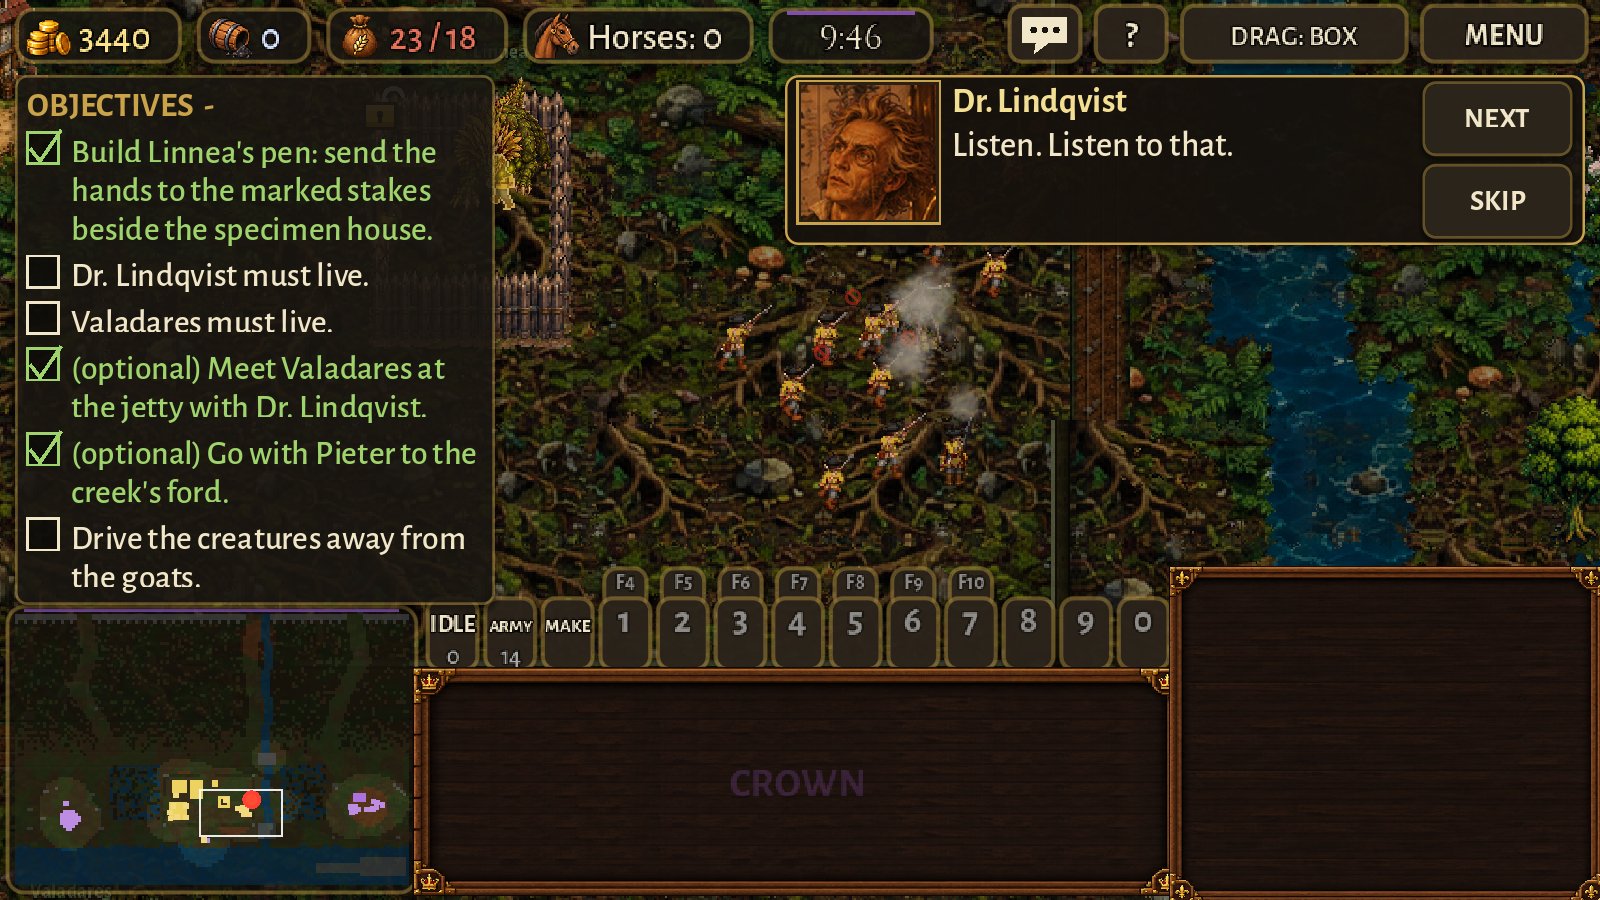 3440
0
23/18
Horses: 0
9:46
?
DRAG: BOX
MENU
OBJECTIVES -
Build Linnea's pen: send the
hands to the marked stakes
beside the specimen house.
Dr. Lindqvist must live.
Valadares must live.
(optional) Meet Valadares at
the jetty with Dr. Lindqvist.
(optional) Go with Pieter to the
creek's ford.
Drive the creatures away from
the goats.
Dr. Lindqvist
Listen. Listen to that.
NEXT
SKIP
F4
F5
F6
F7
F8
F9
F10
IDLE
0
ARMY
14
MAKE
1
2
3
4
5
6
7
8
9
0
L
CROWN
Valadares